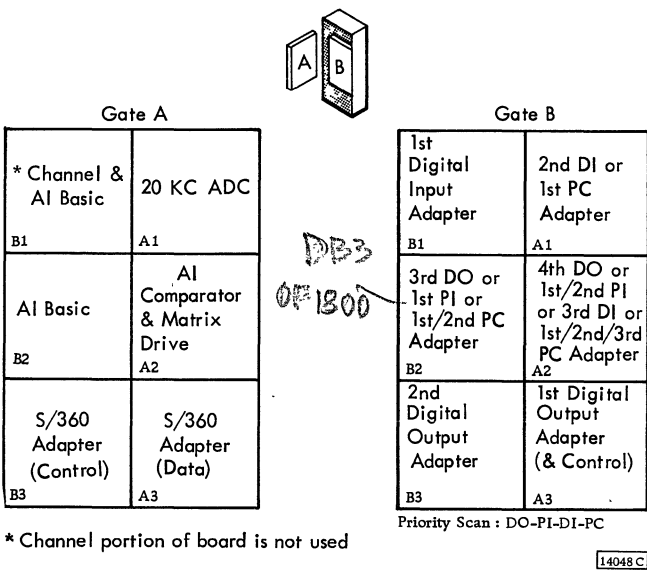 A
B
Gate A
Gate B
* Channel &
AI Basic
B1
20 KC ADC
A1
AI Basic
B2
AI
Comparator
& Matrix
Drive
A2
S/360
Adapter
(Control)
B3
S/360
Adapter
(Data)
A3
DB3
OF 1800
1st
Digital
Input
Adapter
B1
2nd DI or
1st PC
Adapter
A1
3rd DO or
1st PI or
1st/2nd PC
Adapter
B2
4th DO or
1st/2nd PI
or 3rd DI or
1st/2nd/3rd
PC Adapter
A2
2nd
Digital
Output
Adapter
B3
1st Digital
Output
Adapter
(& Control)
A3
* Channel portion of board is not used
Priority Scan : DO-PI-DI-PC
14048 C